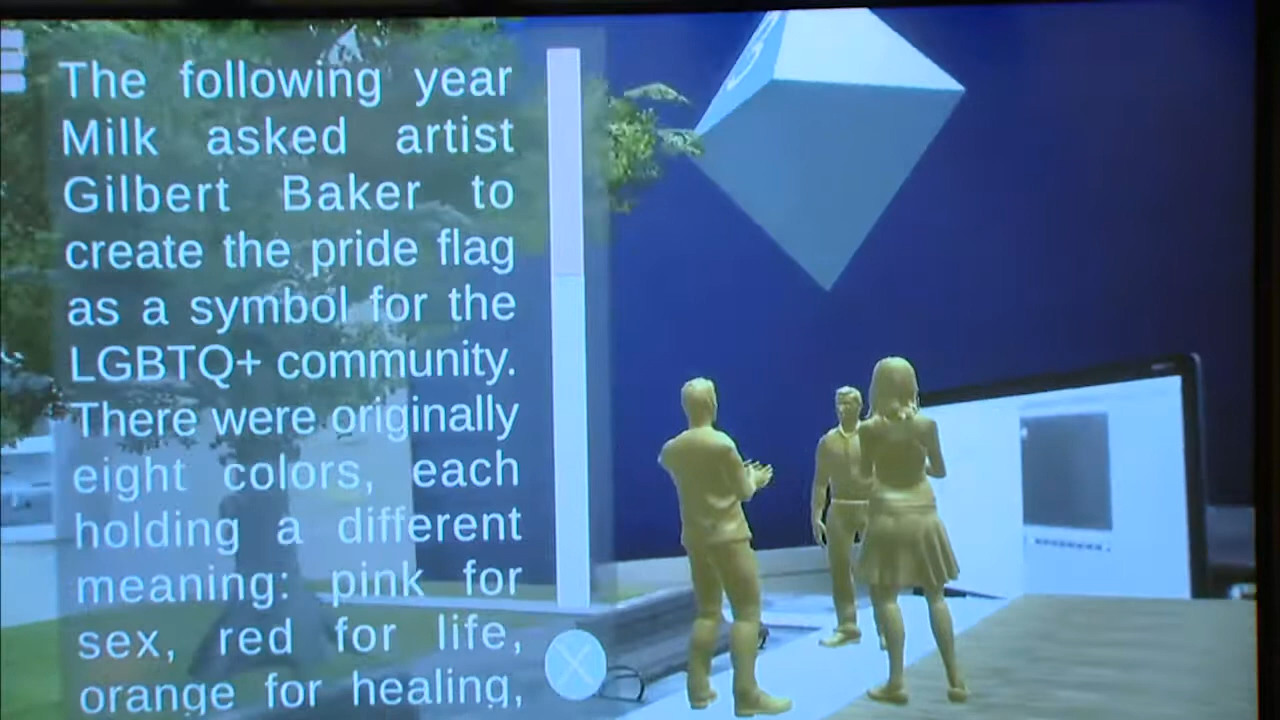 The following year
Milk asked artist
Gilbert Baker to
create the pride flag
as a symbol for the
LGBTQ+ community.
There were originally
eight colors, each
holding a different
meaning: pink for
sex, red for life,
orange for healing,
X